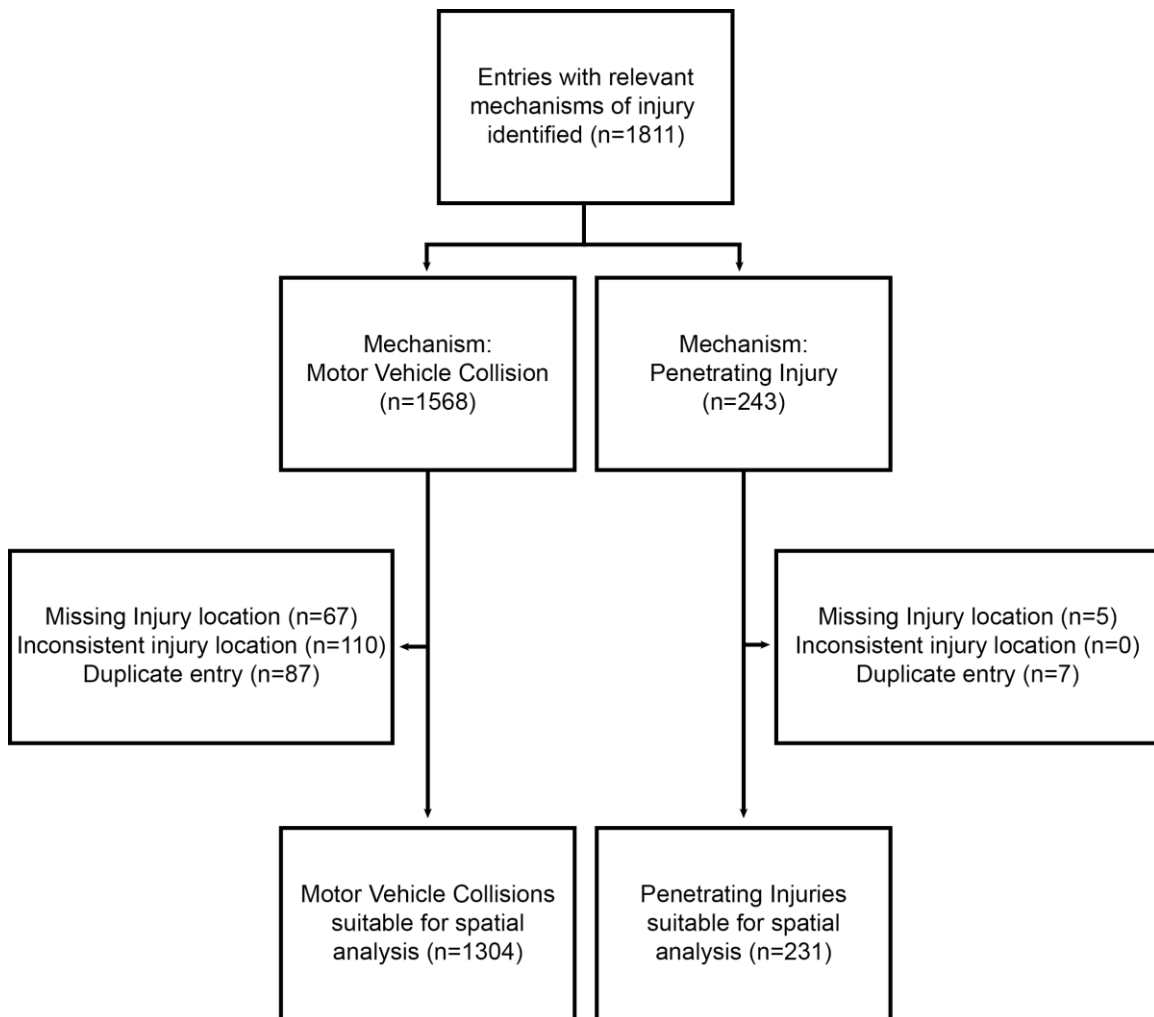 Entries with relevant
mechanisms of injury
identified (n=1811)
Mechanism:
Motor Vehicle Collision
(n=1568)
Mechanism:
Penetrating Injury
(n=243)
Missing Injury location (n=67)
Inconsistent injury location (n=110)
Duplicate entry (n=87)
Missing Injury location (n=5)
Inconsistent injury location (n=0)
Duplicate entry (n=7)
Motor Vehicle Collisions
suitable for spatial
analysis (n=1304)
Penetrating Injuries
suitable for spatial
analysis (n=231)